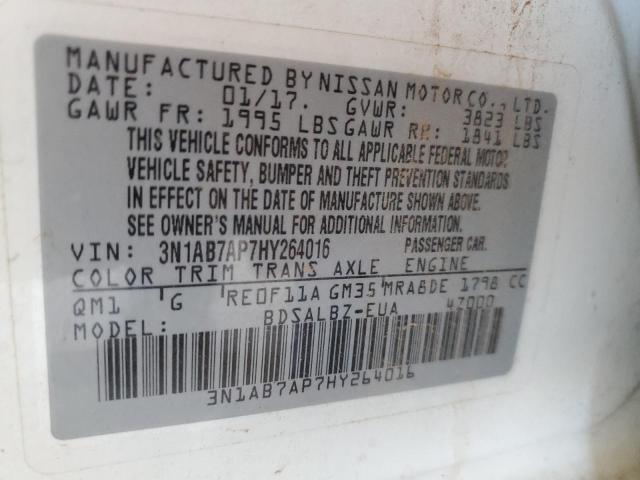 MANUFACTURED BY NISSAN MOTOR CO., LTD.
DATE: 01/17. GVWR: 3823 LBS
GAWR FR: 1995 LBS GAWR RR: 1841 LBS
THIS VEHICLE CONFORMS TO ALL APPLICABLE FEDERAL MOTOR
VEHICLE SAFETY, BUMPER AND THEFT PREVENTION STANDARDS
IN EFFECT ON THE DATE OF MANUFACTURE SHOWN ABOVE.
SEE OWNER'S MANUAL FOR ADDITIONAL INFORMATION.
VIN: 3N1AB7AP7HY264016 PASSENGER CAR.
COLOR TRIM TRANS AXLE ENGINE
QM1 G RE0F11A GM35 MRA8DE 1798 CC
MODEL: BDSALBZ-EUA 47000
3N1AB7AP7HY264016